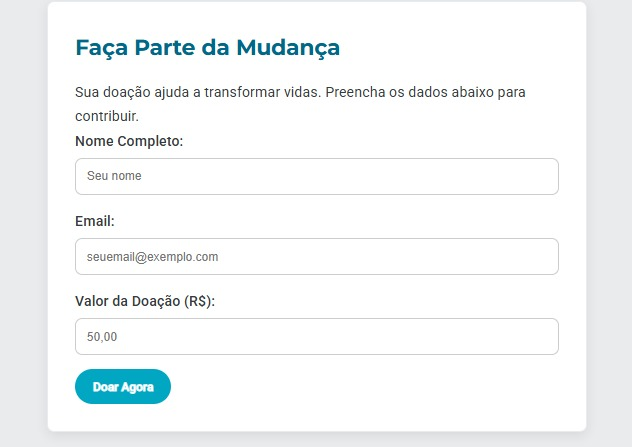 Faça Parte da Mudança
Sua doação ajuda a transformar vidas. Preencha os dados abaixo para
contribuir.
Nome Completo:
Seu nome
Email:
seuemail@exemplo.com
Valor da Doação (R$):
50,00
Doar Agora